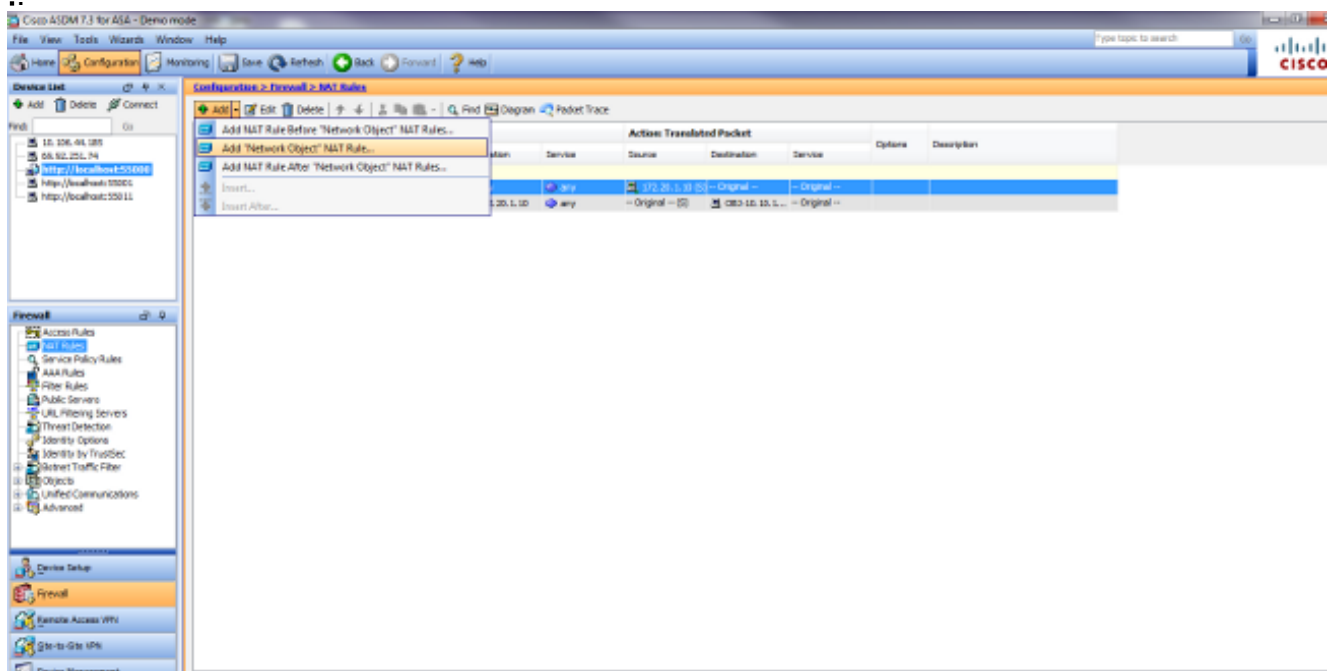 Cisco ASDM 7.3 for ASA - Demo mode
File View Tools Wizards Window Help
Type topic to search Go
Home Configuration Monitoring Save Refresh Back Forward Help
CISCO
Device List
Configuration > Firewall > NAT Rules
Add Delete Connect
Add Edit Delete Find Diagram Packet Trace
Find: Go
Add NAT Rule Before "Network Object" NAT Rules...
Add "Network Object" NAT Rule...
Add NAT Rule After "Network Object" NAT Rules...
Insert...
Insert After...
Action: Translated Packet
Service Source Destination Service Options Description
any 172.20.1.10 (S) -- Original -- -- Original --
.20.1.10 any -- Original -- (S) -- Original --
10.106.44.185
http://localhost:55000
http://localhost:55001
http://localhost:55011
Firewall
Access Rules
NAT Rules
Service Policy Rules
AAA Rules
Filter Rules
Public Servers
URL Filtering Servers
Threat Detection
Identity Options
Identity by TrustSec
Botnet Traffic Filter
Objects
Unified Communications
Advanced
Device Setup
Firewall
Remote Access VPN
Site-to-Site VPN
Device Management